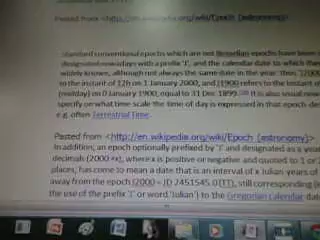 Pasted from <http://en.wikipedia.org/wiki/Epoch_(astronomy)>
Standard conventional epochs which are not Besselian epochs have been
designated nowadays with a prefix 'J', and the calendar date to which the
widely known, although not always the same date in the year: thus 'J2000
to the instant of 12h on 1 January 2000, and J1900 refers to the instant of
(midday) on 0 January 1900, equal to 31 Dec 1899. It is also usual now
specify on what time scale the time of day is expressed in that epoch-des
e.g. often Terrestrial Time.
Pasted from <http://en.wikipedia.org/wiki/Epoch_(astronomy)>
In addition, an epoch optionally prefixed by 'J' and designated as a year
decimals (2000 +x), where x is positive or negative and quoted to 1 or 2
places, has come to mean a date that is an interval of x Julian years of
away from the epoch J2000 = JD 2451545.0 (TT), still corresponding (in
the use of the prefix 'J' or word 'Julian') to the Gregorian calendar dat